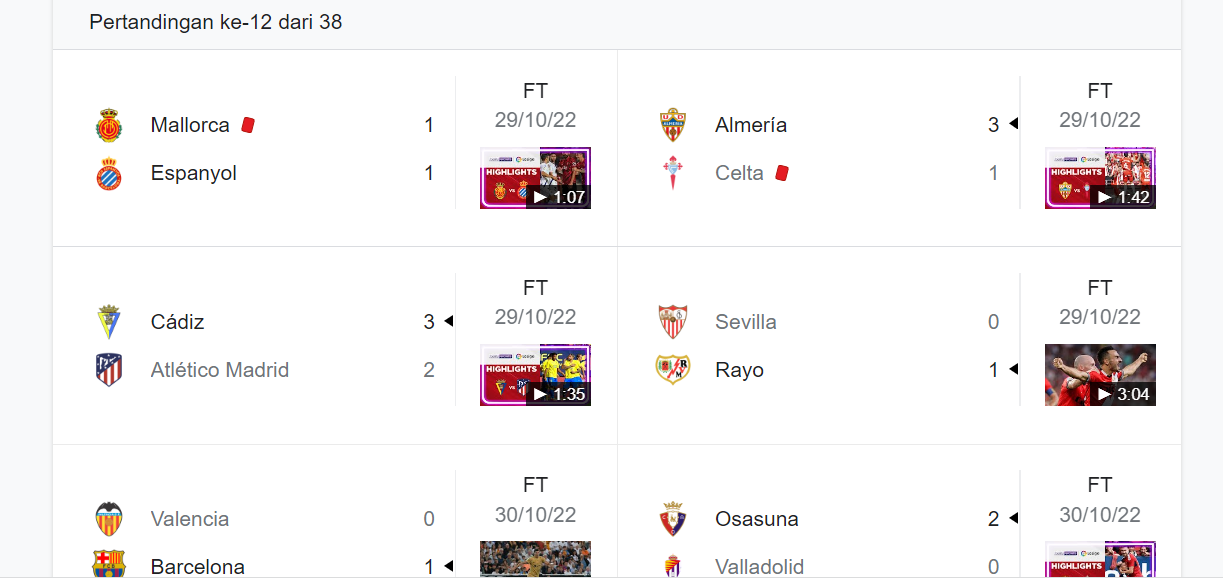 Pertandingan ke-12 dari 38
Mallorca 1
Espanyol 1
FT
29/10/22
HIGHLIGHTS
VS
1:07
Almería 3
Celta 1
FT
29/10/22
HIGHLIGHTS
VS
1:42
Cádiz 3
Atlético Madrid 2
FT
29/10/22
HIGHLIGHTS
VS
1:35
Sevilla 0
Rayo 1
FT
29/10/22
3:04
Valencia 0
Barcelona 1
FT
30/10/22
Osasuna 2
Valladolid 0
FT
30/10/22
HIGHLIGHTS